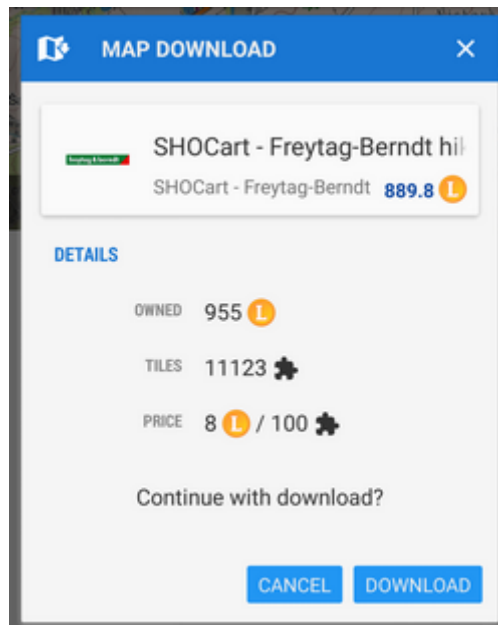 MAP DOWNLOAD
SHOCart - Freytag-Berndt hi
SHOCart - Freytag-Berndt 889.8 L
DETAILS
OWNED 955 L
TILES 11123
PRICE 8 L / 100
Continue with download?
CANCEL DOWNLOAD